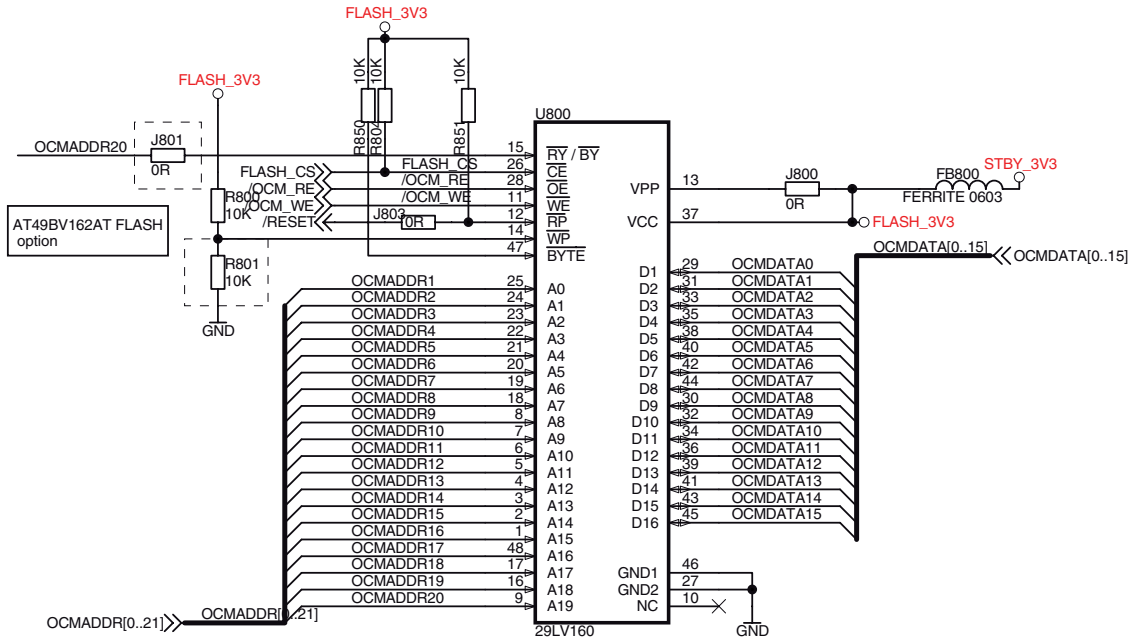 FLASH_3V3
FLASH_3V3
10K
10K
10K
R850
R804
R851
U800
OCMADDR20
J801
0R
15
RY / BY
FLASH_CS
FLASH_CS
26
CE
/OCM_RE
/OCM_RE
28
OE
/OCM_WE
/OCM_WE
11
WE
/RESET
J803
0R
12
RP
14
WP
47
BYTE
R800
10K
R801
10K
GND
AT49BV162AT FLASH
option
VPP
13
J800
0R
FB800
FERRITE 0603
STBY_3V3
VCC
37
FLASH_3V3
OCMDATA[0..15]
OCMDATA[0..15]
OCMADDR1 25 A0
OCMADDR2 24 A1
OCMADDR3 23 A2
OCMADDR4 22 A3
OCMADDR5 21 A4
OCMADDR6 20 A5
OCMADDR7 19 A6
OCMADDR8 18 A7
OCMADDR9 8 A8
OCMADDR10 7 A9
OCMADDR11 6 A10
OCMADDR12 5 A11
OCMADDR13 4 A12
OCMADDR14 3 A13
OCMADDR15 2 A14
OCMADDR16 1 A15
OCMADDR17 48 A16
OCMADDR18 17 A17
OCMADDR19 16 A18
OCMADDR20 9 A19
OCMADDR[0..21]
OCMADDR[0..21]
D1 29 OCMDATA0
D2 31 OCMDATA1
D3 33 OCMDATA2
D4 35 OCMDATA3
D5 38 OCMDATA4
D6 40 OCMDATA5
D7 42 OCMDATA6
D8 44 OCMDATA7
D9 30 OCMDATA8
D10 32 OCMDATA9
D11 34 OCMDATA10
D12 36 OCMDATA11
D13 39 OCMDATA12
D14 41 OCMDATA13
D15 43 OCMDATA14
D16 45 OCMDATA15
GND1 46
GND2 27
NC 10
GND
29LV160